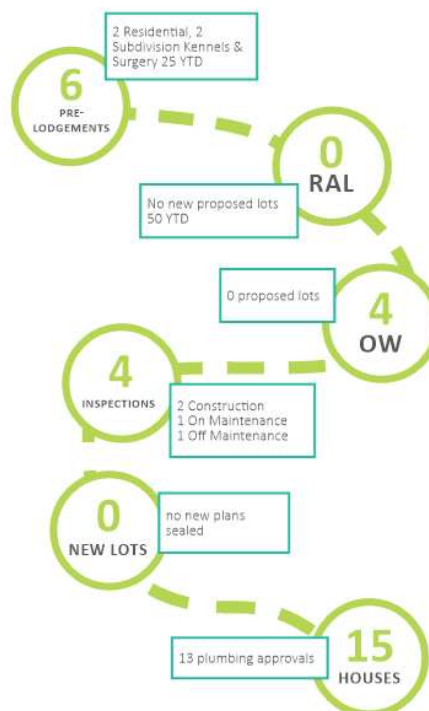 2 Residential, 2
Subdivision Kennels &
Surgery 25 YTD
6
PRE-
LODGEMENTS
0
RAL
No new proposed lots
50 YTD
0 proposed lots
4
OW
4
INSPECTIONS
2 Construction
1 On Maintenance
1 Off Maintenance
0
NEW LOTS
no new plans
sealed
13 plumbing approvals
15
HOUSES